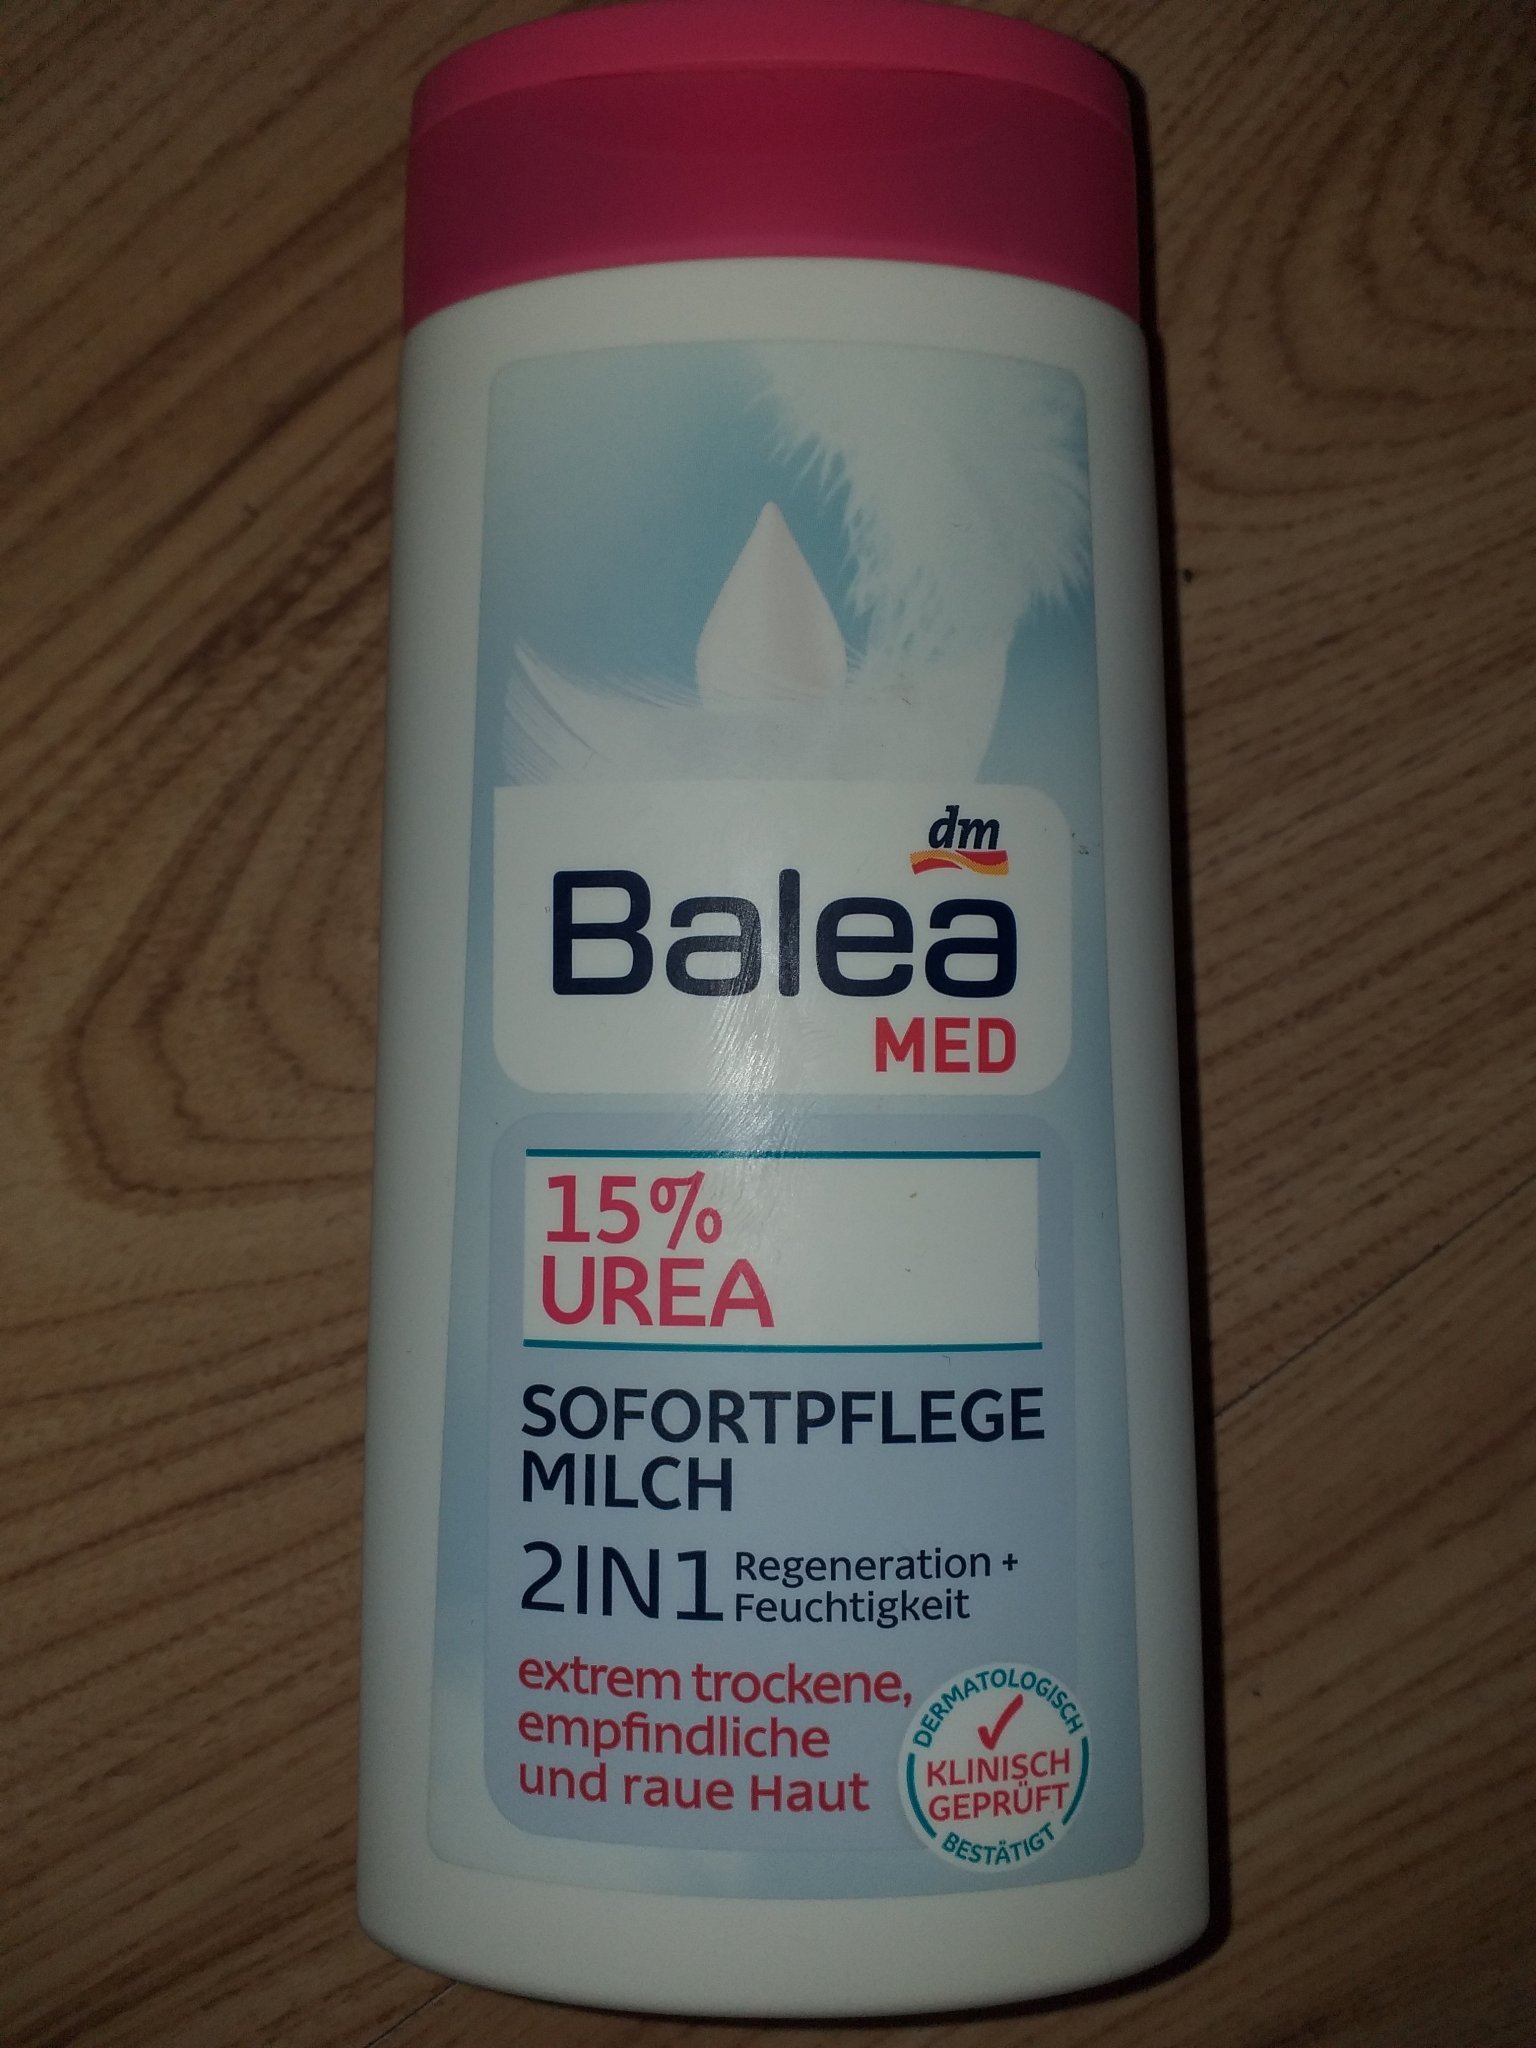 dm
Balea
MED
15%
UREA
SOFORTPFLEGE
MILCH
2IN1 Regeneration +
Feuchtigkeit
extrem trockene,
empfindliche
und raue Haut
DERMATOLOGISCH
KLINISCH
GEPRÜFT
BESTÄTIGT